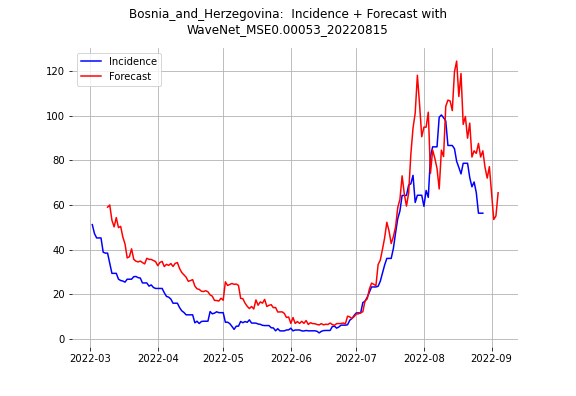 Bosnia_and_Herzegovina:  Incidence + Forecast with
WaveNet_MSE0.00053_20220815
Incidence
Forecast
120
100
80
60
40
20
0
2022-03 2022-04 2022-05 2022-06 2022-07 2022-08 2022-09